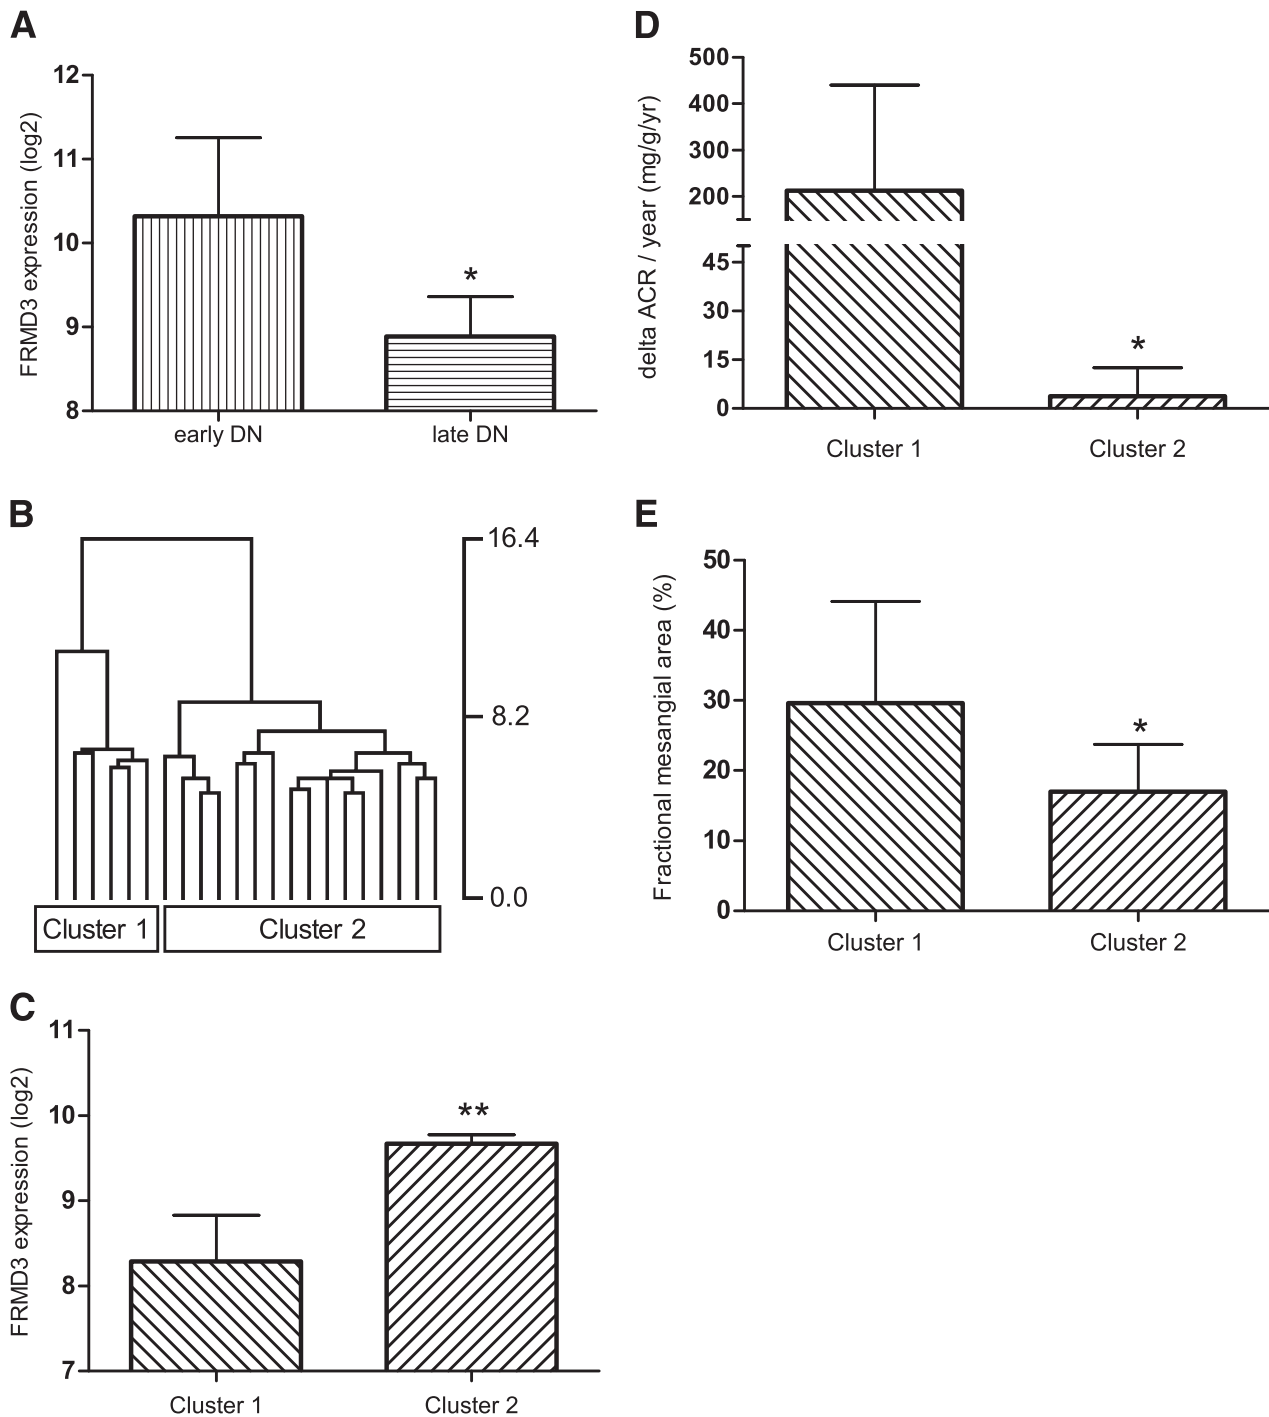 A
FRMD3 expression (log2)
12
11
10
9
8
*
early DN
late DN
B
16.4
8.2
0.0
Cluster 1
Cluster 2
C
FRMD3 expression (log2)
11
10
9
8
7
**
Cluster 1
Cluster 2
D
delta ACR / year (mg/g/yr)
500
400
300
200
45
30
15
0
*
Cluster 1
Cluster 2
E
Fractional mesangial area (%)
50
40
30
20
10
0
*
Cluster 1
Cluster 2